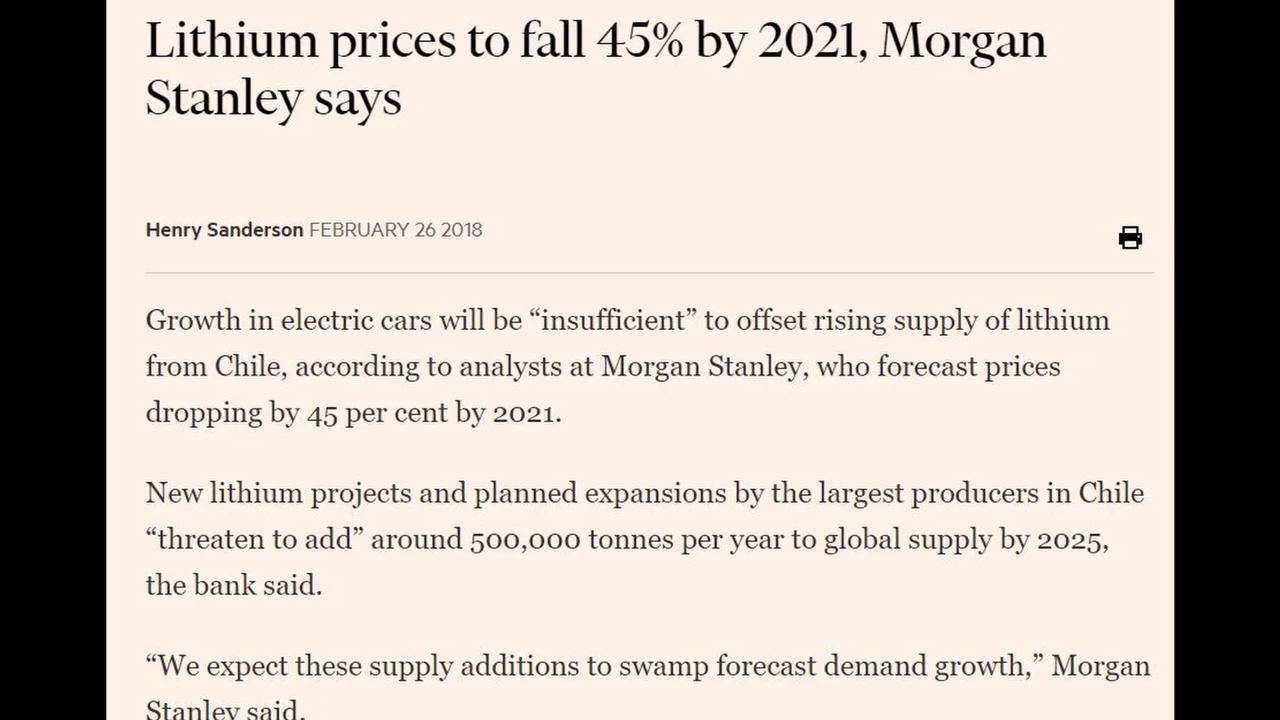 Lithium prices to fall 45% by 2021, Morgan
Stanley says
Henry Sanderson FEBRUARY 26 2018
Growth in electric cars will be “insufficient” to offset rising supply of lithium
from Chile, according to analysts at Morgan Stanley, who forecast prices
dropping by 45 per cent by 2021.
New lithium projects and planned expansions by the largest producers in Chile
“threaten to add” around 500,000 tonnes per year to global supply by 2025,
the bank said.
“We expect these supply additions to swamp forecast demand growth,” Morgan
Stanley said.